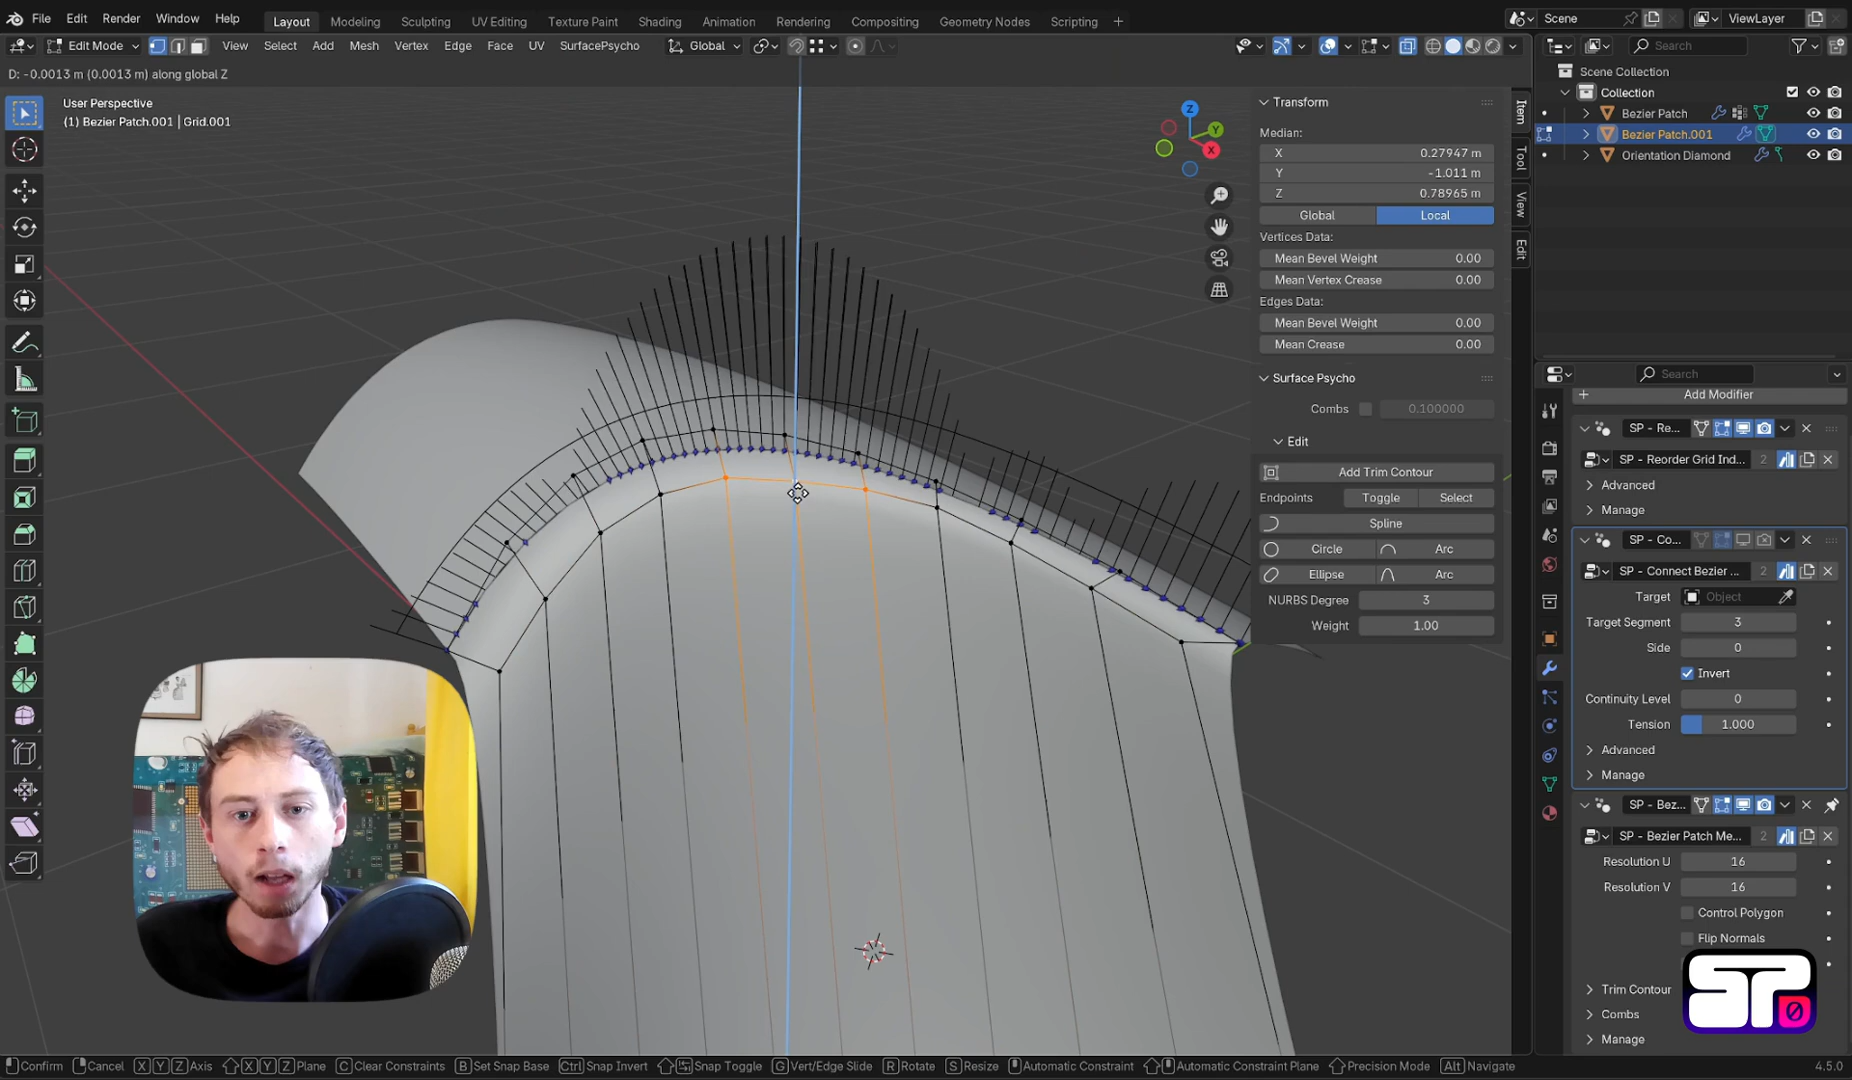 File Edit Render Window Help Layout Modeling Sculpting UV Editing Texture Paint Shading Animation Rendering Compositing Geometry Nodes Scripting + Scene ViewLayer
Edit Mode View Select Add Mesh Vertex Edge Face UV SurfacePsycho Global Search
D: -0.0013 m (0.0013 m) along global Z
User Perspective
(1) Bezier Patch.001 | Grid.001
Z
Y
X
Item
Tool
View
Edit
Transform
Median:
X 0.27947 m
Y -1.011 m
Z 0.78965 m
Global Local
Vertices Data:
Mean Bevel Weight 0.00
Mean Vertex Crease 0.00
Edges Data:
Mean Bevel Weight 0.00
Mean Crease 0.00
Surface Psycho
Combs 0.100000
Edit
Add Trim Contour
Endpoints Toggle Select
Spline
Circle Arc
Ellipse Arc
NURBS Degree 3
Weight 1.00
Scene Collection
Collection
Bezier Patch
Bezier Patch.001
Orientation Diamond
Search
Add Modifier
SP - Re...
SP - Reorder Grid Ind... 2
Advanced
Manage
SP - Co...
SP - Connect Bezier ... 2
Target Object
Target Segment 3
Side 0
Invert
Continuity Level 0
Tension 1.000
Advanced
Manage
SP - Bez...
SP - Bezier Patch Me... 2
Resolution U 16
Resolution V 16
Control Polygon
Flip Normals
Trim Contour
Combs
Manage
SP
0
Confirm Cancel X Y Z Axis X Y Z Plane C Clear Constraints B Set Snap Base Ctrl Snap Invert Snap Toggle G Vert/Edge Slide R Rotate S Resize Automatic Constraint Automatic Constraint Plane Precision Mode Alt Navigate 4.5.0